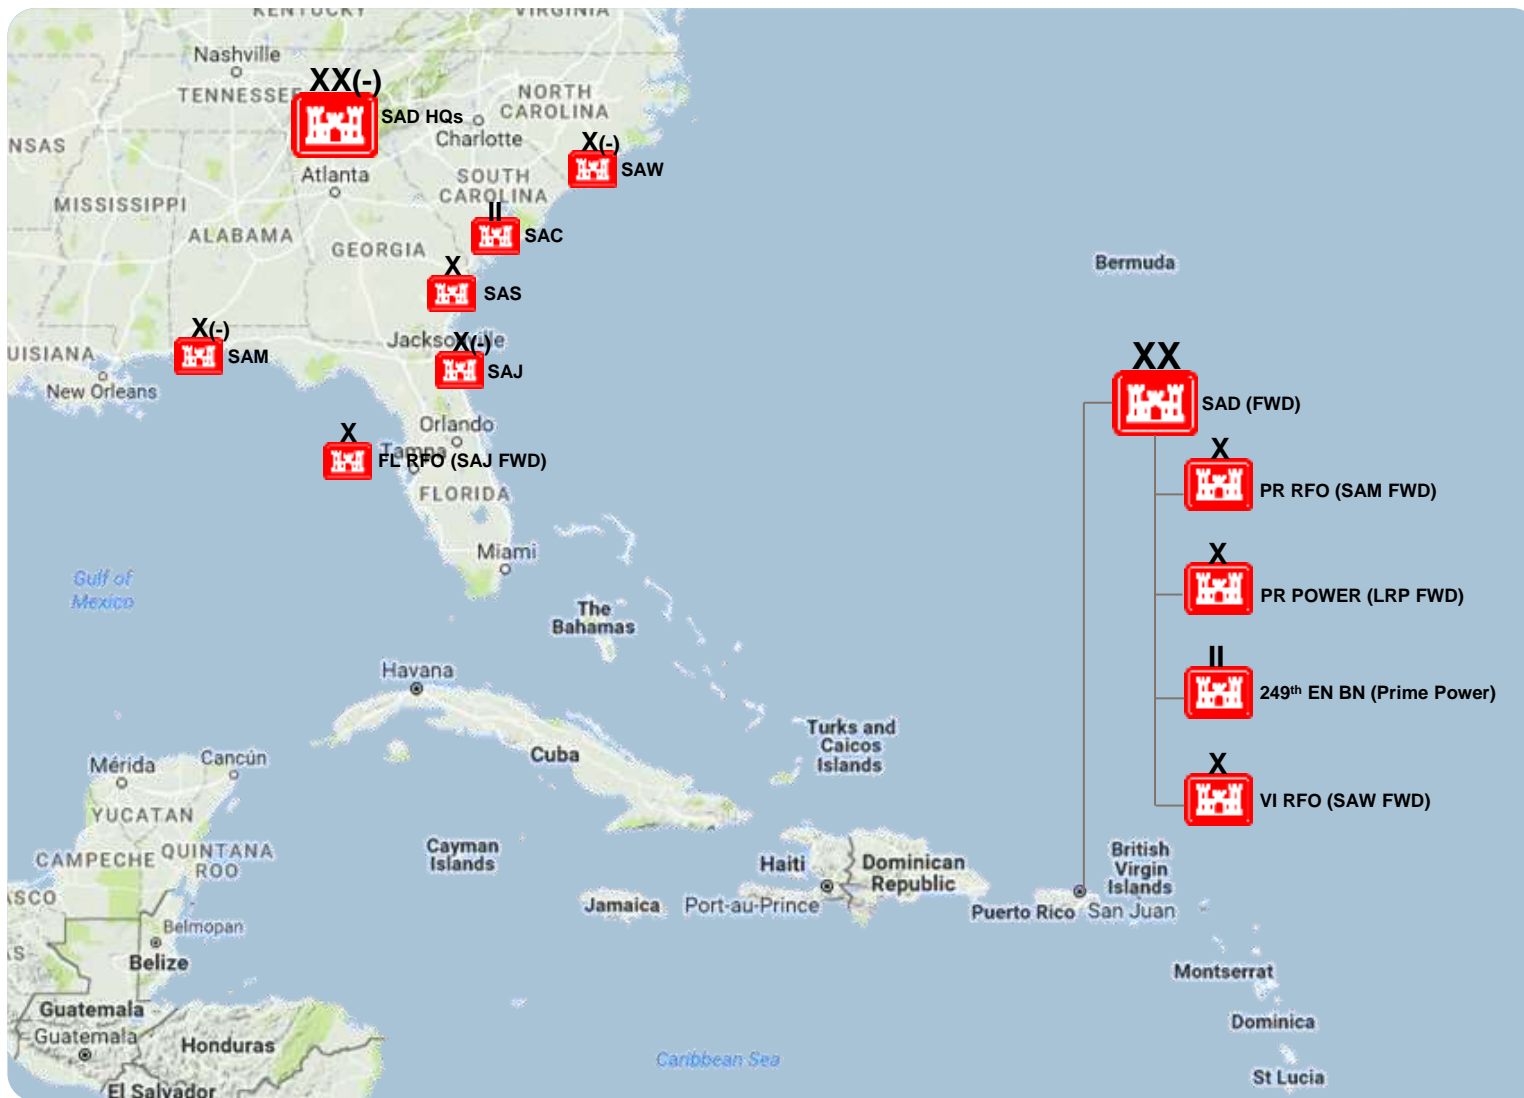 KENTUCKY
VIRGINIA
Nashville
XX(-)
TENNESSEE
SAD HQs
NORTH
CAROLINA
NSAS
Charlotte
X(-)
SAW
Atlanta
SOUTH
CAROLINA
MISSISSIPPI
II
SAC
ALABAMA
GEORGIA
Bermuda
X
SAS
X(-)
SAM
Jacksonville
X(-)
SAJ
UISIANA
New Orleans
XX
SAD (FWD)
Orlando
X
Tampa
FL RFO (SAJ FWD)
X
PR RFO (SAM FWD)
FLORIDA
Miami
Gulf of
Mexico
X
PR POWER (LRP FWD)
The
Bahamas
Havana
II
249th EN BN (Prime Power)
Turks and
Caicos
Islands
Cuba
Mérida
Cancún
X
VI RFO (SAW FWD)
YUCATAN
CAMPECHE
QUINTANA
ROO
Cayman
Islands
Haiti
Dominican
Republic
British
Virgin
Islands
ASCO
Jamaica
Port-au-Prince
Puerto Rico
San Juan
Belmopan
AS
Belize
Montserrat
Guatemala
Guatemala
Honduras
Dominica
Caribbean Sea
El Salvador
St Lucia